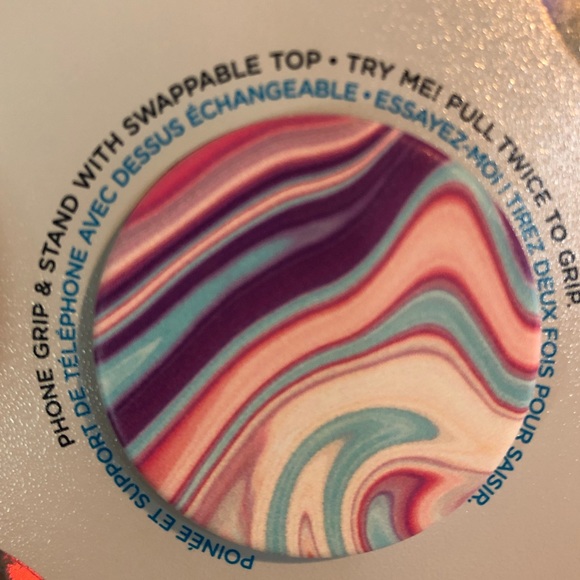 PHONE GRIP & STAND WITH SWAPPABLE TOP • TRY ME! PULL TWICE TO GRIP.
POINÉE ET SUPPORT DE TÉLÉPHONE AVEC DESSUS ÉCHANGEABLE • ESSAYEZ-MOI ! TIREZ DEUX FOIS POUR SAISIR.